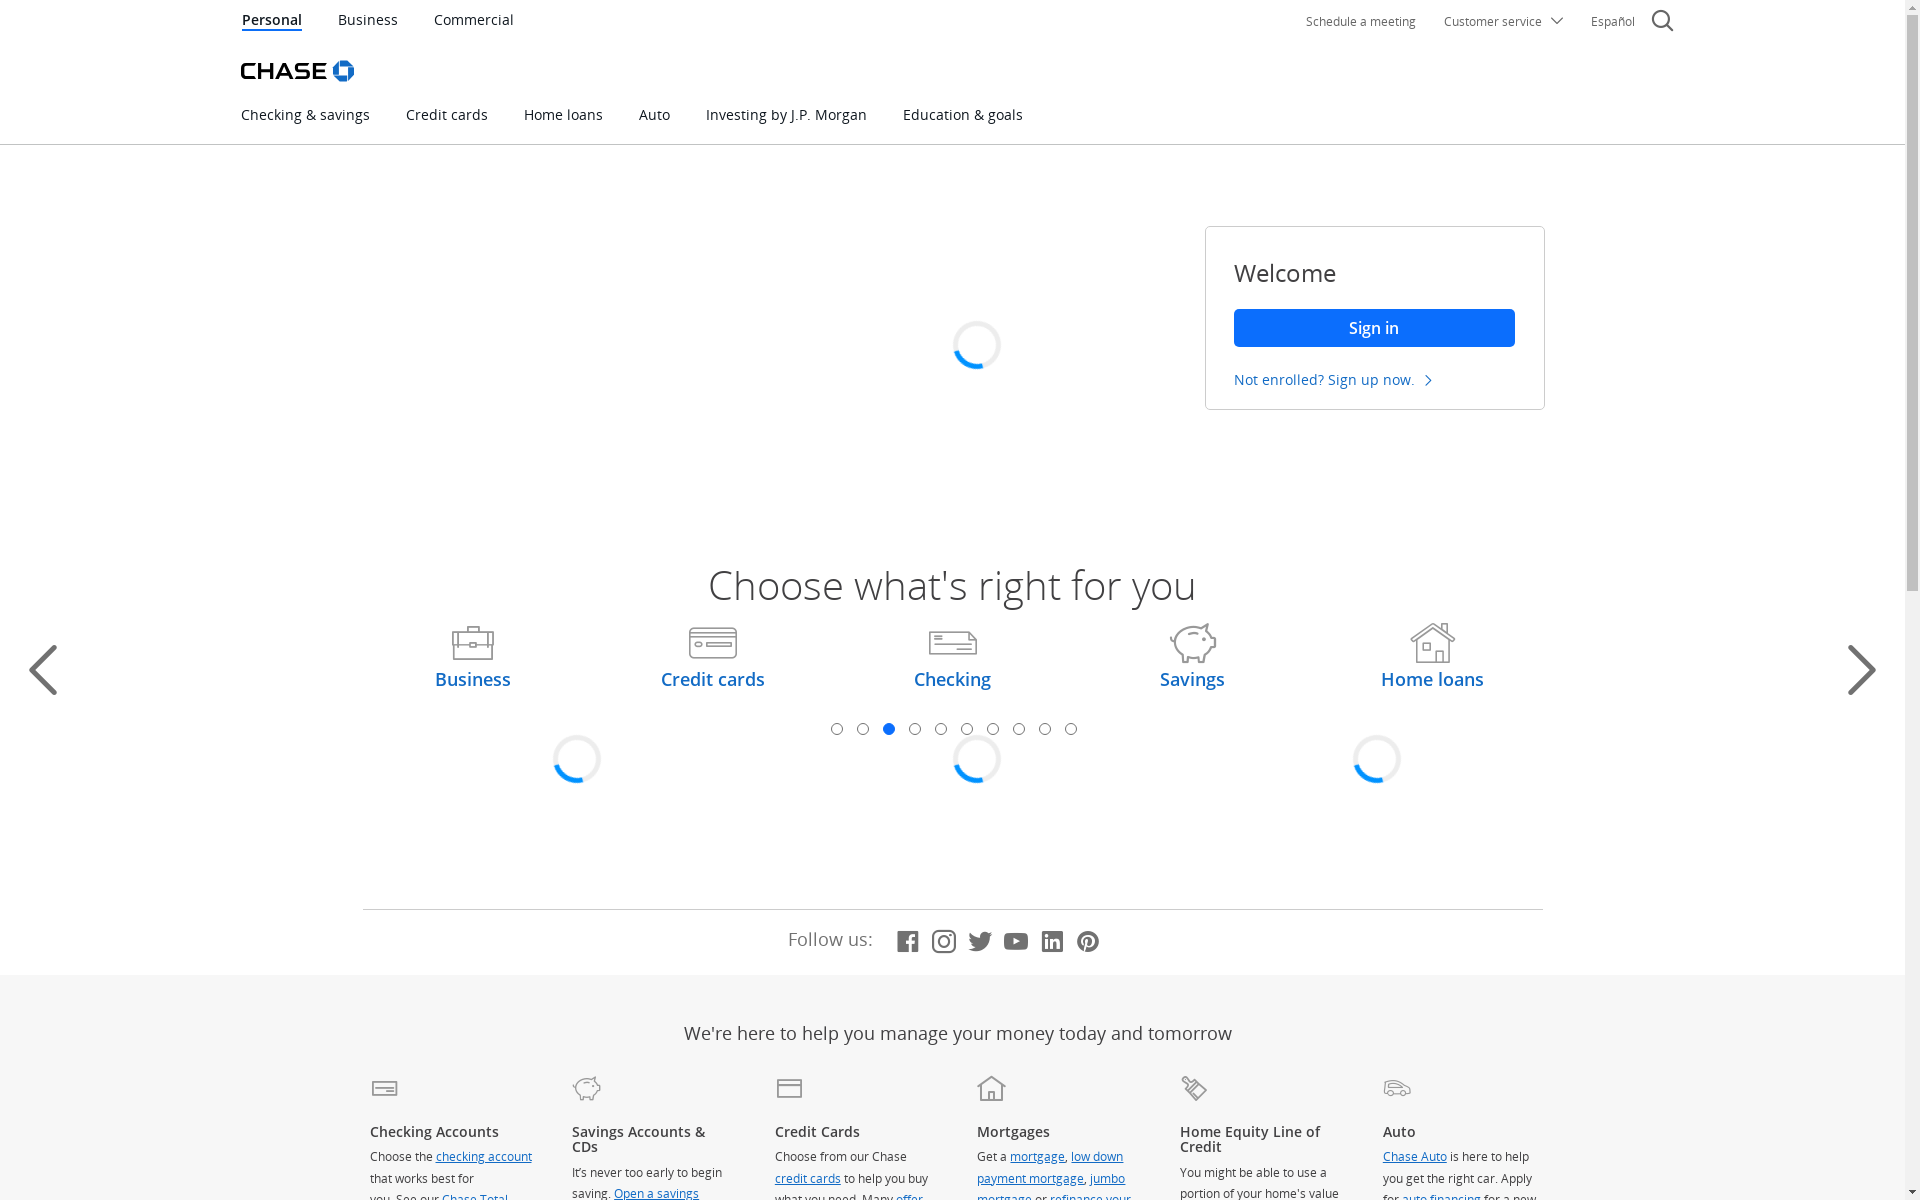 Personal
Business
Commercial
Schedule a meeting
Customer service
Español
CHASE
Checking & savings
Credit cards
Home loans
Auto
Investing by J.P. Morgan
Education & goals
Welcome
Sign in
Not enrolled? Sign up now.
Choose what's right for you
Business
Credit cards
Checking
Savings
Home loans
Follow us:
We're here to help you manage your money today and tomorrow
Checking Accounts
Choose the checking account
that works best for
you. See our Chase Total
Savings Accounts &
CDs
It's never too early to begin
saving. Open a savings
Credit Cards
Choose from our Chase
credit cards to help you buy
what you need. Many offer
Mortgages
Get a mortgage, low down
payment mortgage, jumbo
mortgage or refinance your
Home Equity Line of
Credit
You might be able to use a
portion of your home's value
Auto
Chase Auto is here to help
you get the right car. Apply
for auto financing for a new